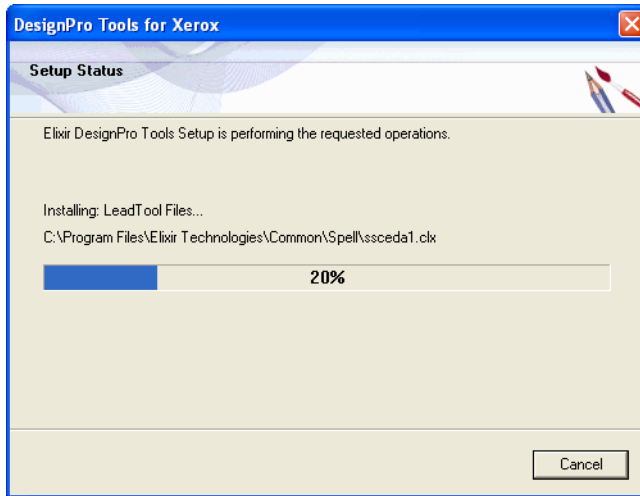 DesignPro Tools for Xerox
Setup Status
Elixir DesignPro Tools Setup is performing the requested operations.
Installing: LeadTool Files...
C:\Program Files\Elixir Technologies\Common\Spell\ssceda1.clx
20%
Cancel